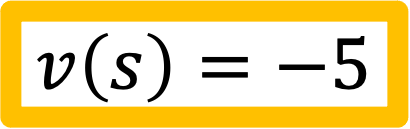 v(s) = −5